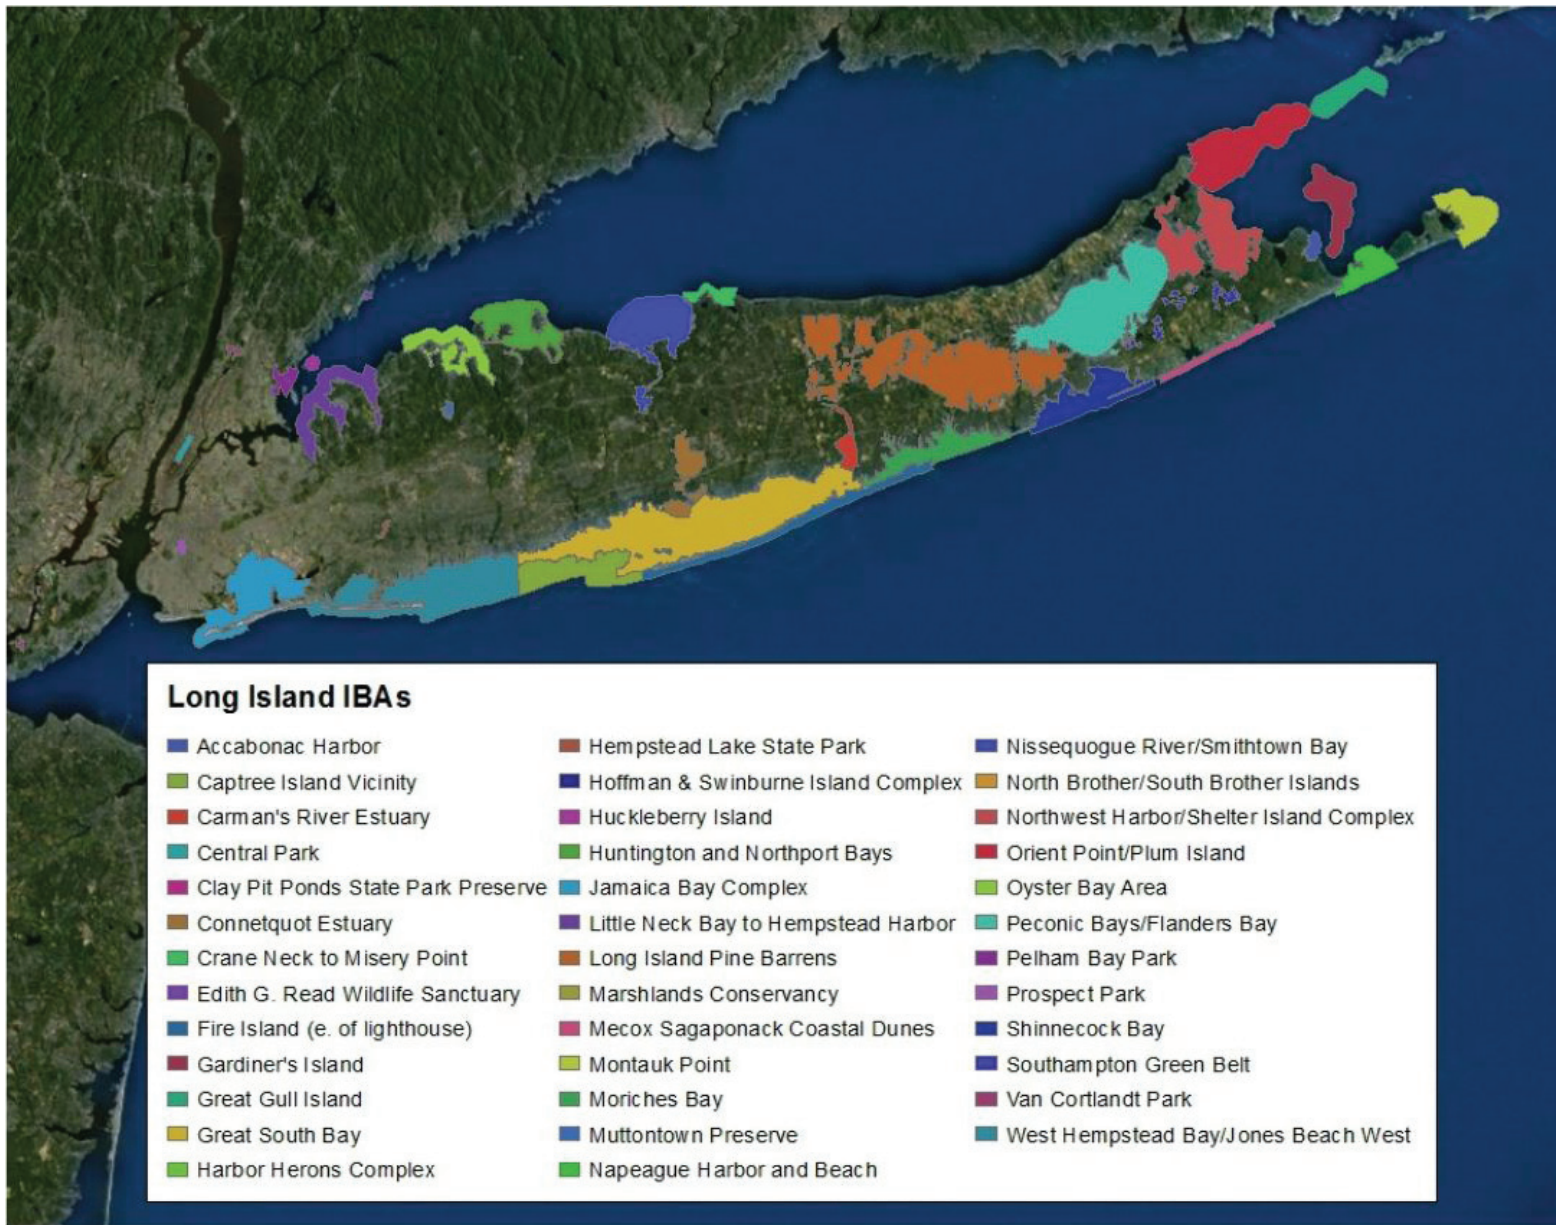 Long Island IBAs
Accabonac Harbor
Captree Island Vicinity
Carman's River Estuary
Central Park
Clay Pit Ponds State Park Preserve
Connetquot Estuary
Crane Neck to Misery Point
Edith G. Read Wildlife Sanctuary
Fire Island (e. of lighthouse)
Gardiner's Island
Great Gull Island
Great South Bay
Harbor Herons Complex
Hempstead Lake State Park
Hoffman & Swinburne Island Complex
Huckleberry Island
Huntington and Northport Bays
Jamaica Bay Complex
Little Neck Bay to Hempstead Harbor
Long Island Pine Barrens
Marshlands Conservancy
Mecox Sagaponack Coastal Dunes
Montauk Point
Moriches Bay
Muttontown Preserve
Napeague Harbor and Beach
Nissequogue River/Smithtown Bay
North Brother/South Brother Islands
Northwest Harbor/Shelter Island Complex
Orient Point/Plum Island
Oyster Bay Area
Peconic Bays/Flanders Bay
Pelham Bay Park
Prospect Park
Shinnecock Bay
Southampton Green Belt
Van Cortlandt Park
West Hempstead Bay/Jones Beach West